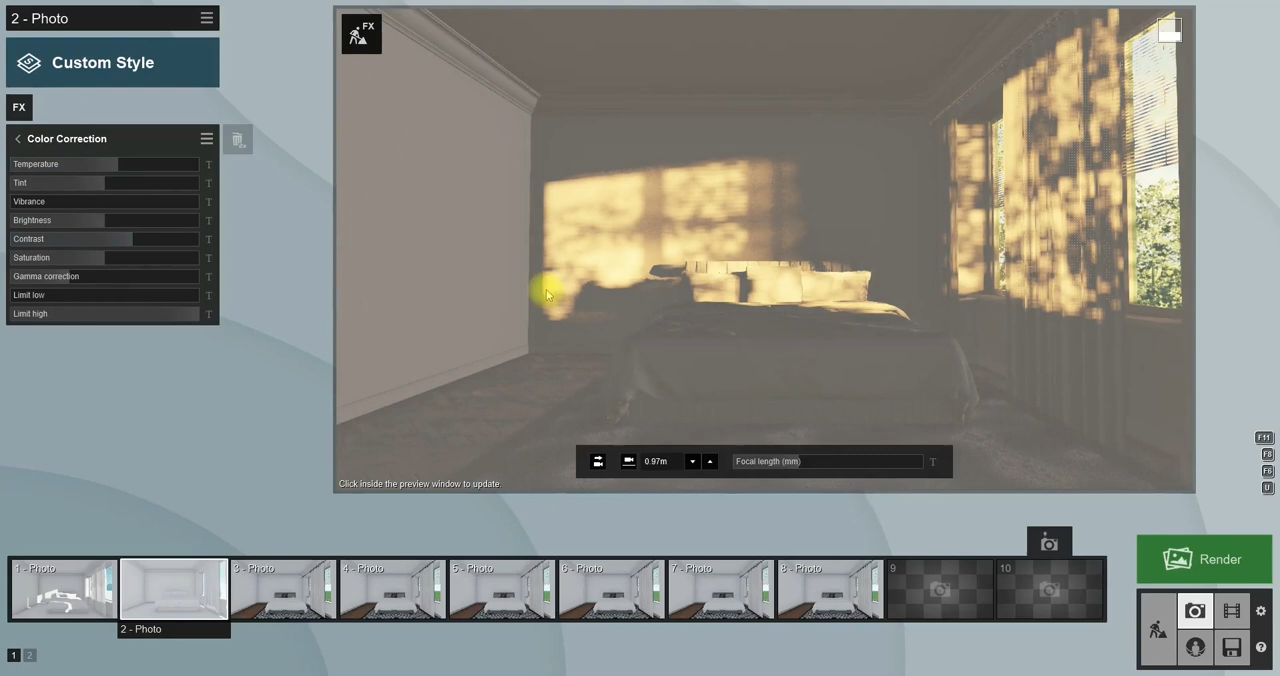 2 - Photo
Custom Style
FX
Color Correction
Temperature T
Tint T
Vibrance T
Brightness T
Contrast T
Saturation T
Gamma correction T
Limit low T
Limit high T
FX
0.97m
Focal length (mm) T
Click inside the preview window to update
F11
F8
F6
U
1 - Photo
2 - Photo
3 - Photo
4 - Photo
5 - Photo
6 - Photo
7 - Photo
8 - Photo
9
10
Render
?
1 2